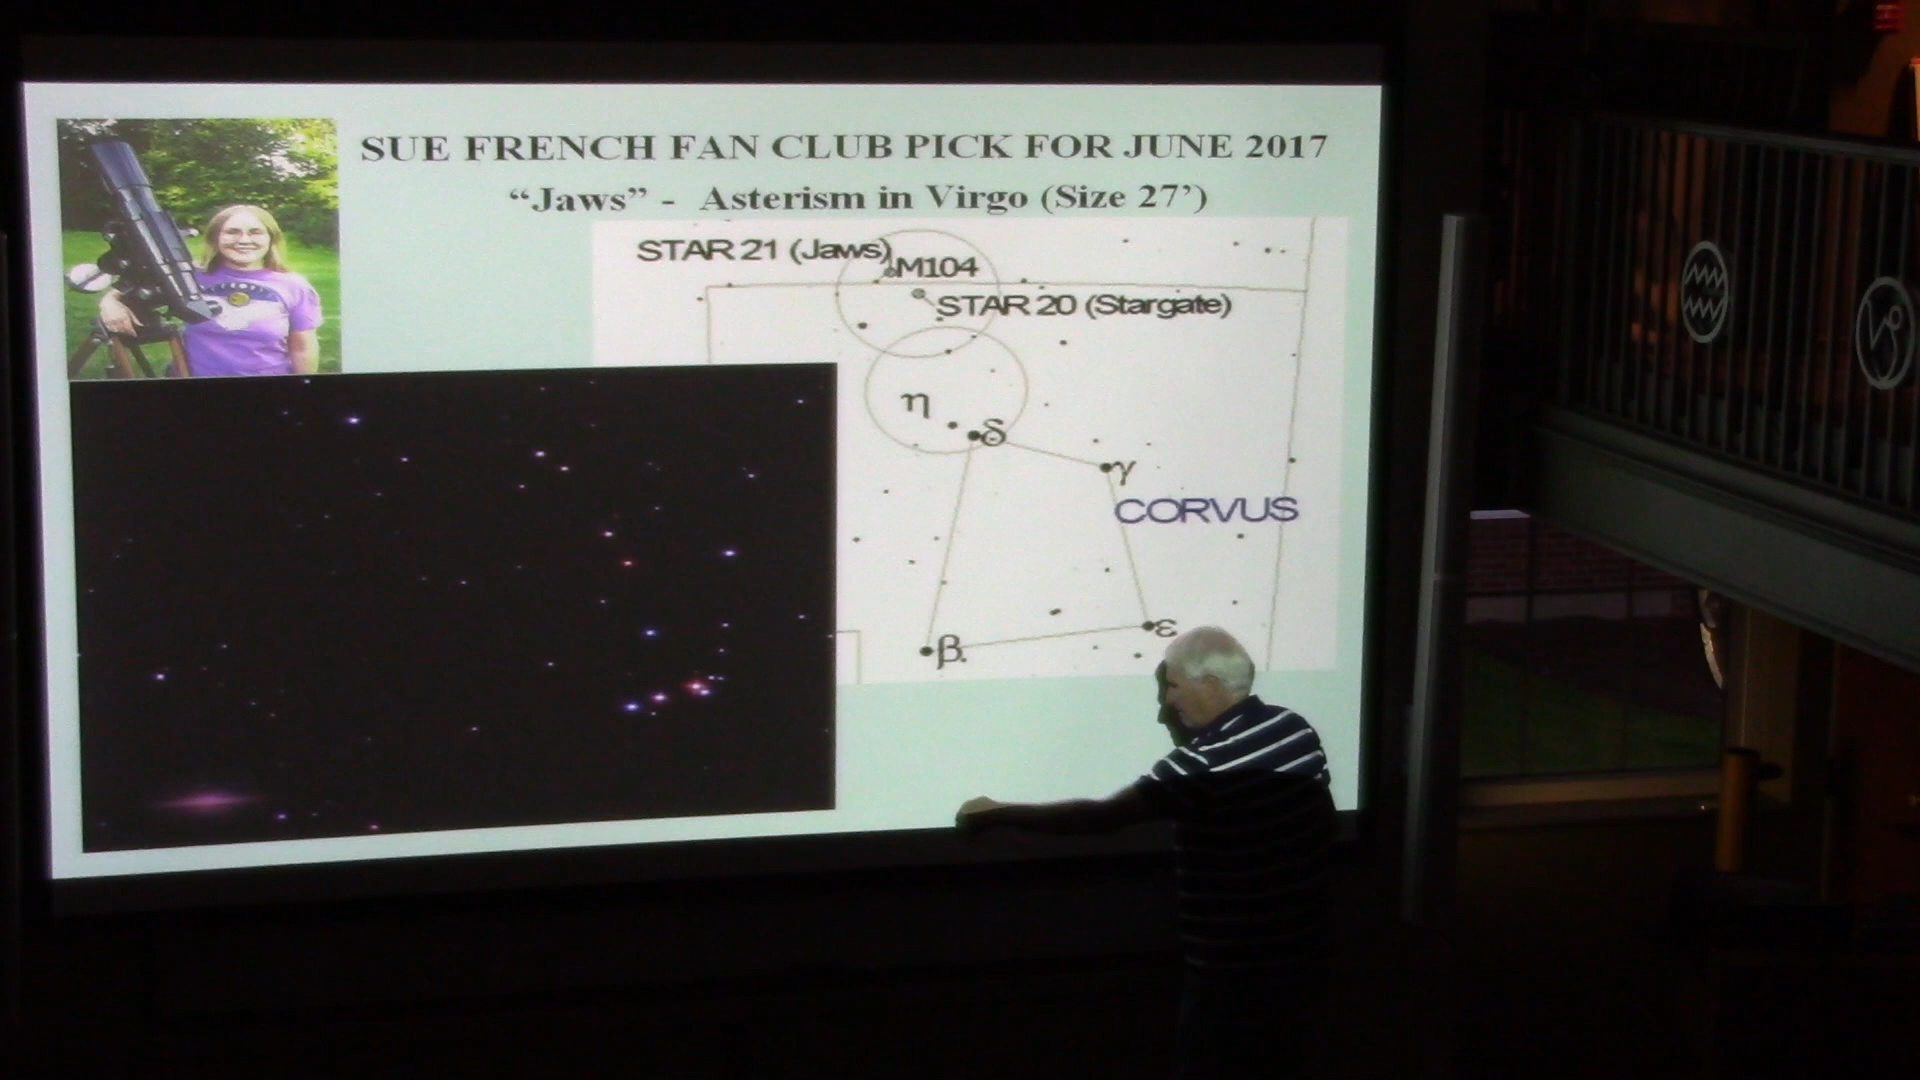 SUE FRENCH FAN CLUB PICK FOR JUNE 2017
“Jaws” - Asterism in Virgo (Size 27’)
STAR 21 (Jaws)
M104
STAR 20 (Stargate)
η
δ
γ
CORVUS
ε
β